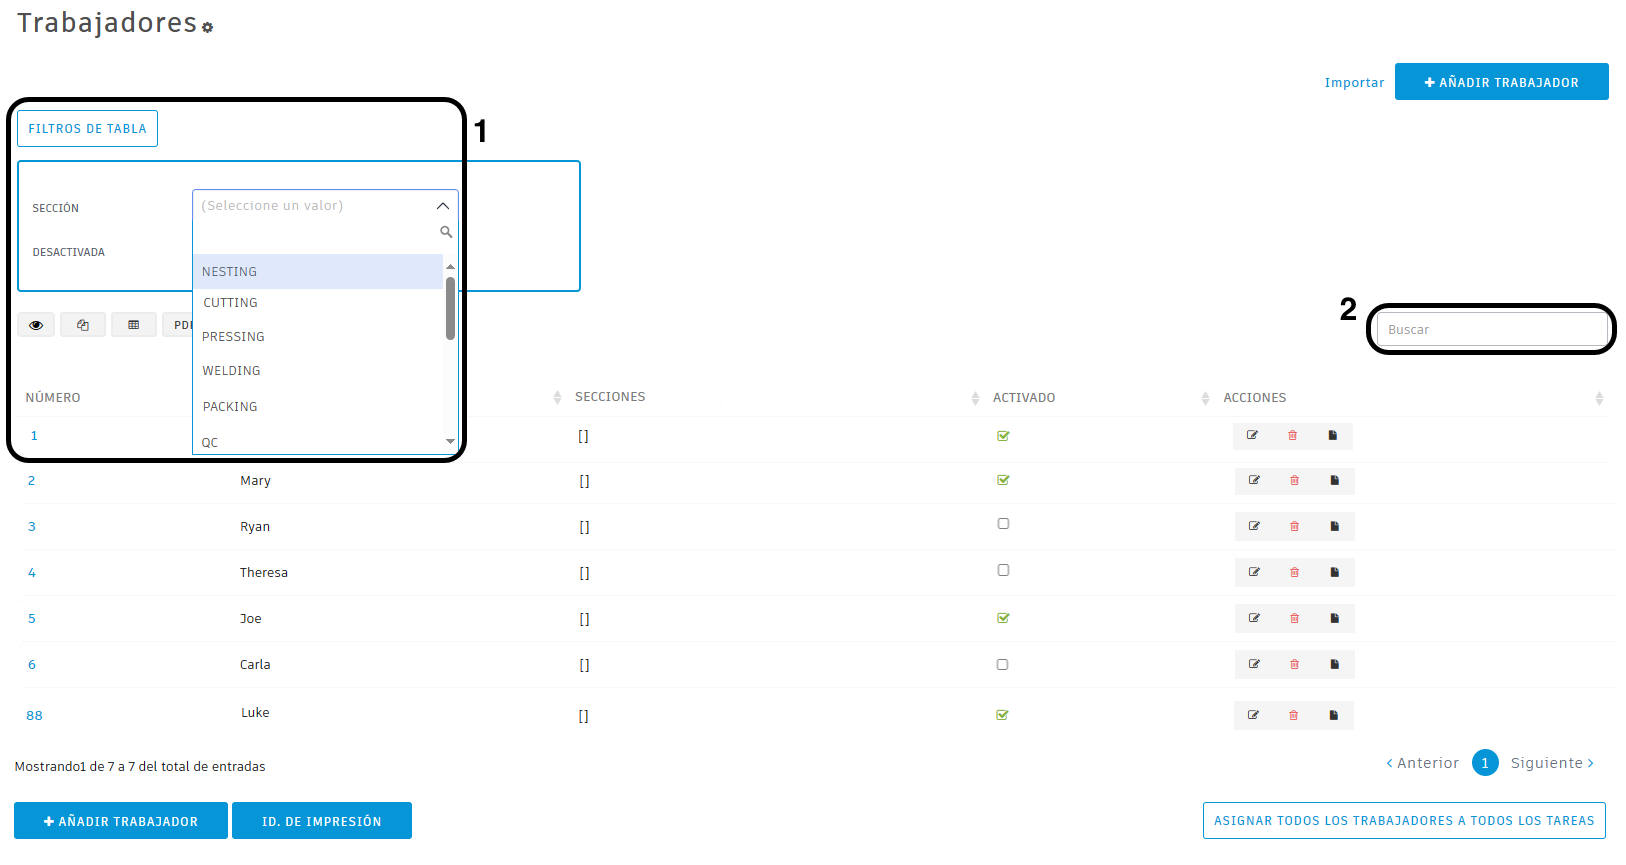 Trabajadores
Importar
AÑADIR TRABAJADOR
1
FILTROS DE TABLA
SECCIÓN
(Seleccione un valor)
DESACTIVADA
NESTING
CUTTING
PRESSING
WELDING
PACKING
QC
2
Buscar
NÚMERO SECCIONES ACTIVADO ACCIONES
1 []
2 Mary []
3 Ryan []
4 Theresa []
5 Joe []
6 Carla []
88 Luke []
Mostrando1 de 7 a 7 del total de entradas
Anterior 1 Siguiente
AÑADIR TRABAJADOR
ID. DE IMPRESIÓN
ASIGNAR TODOS LOS TRABAJADORES A TODOS LOS TAREAS